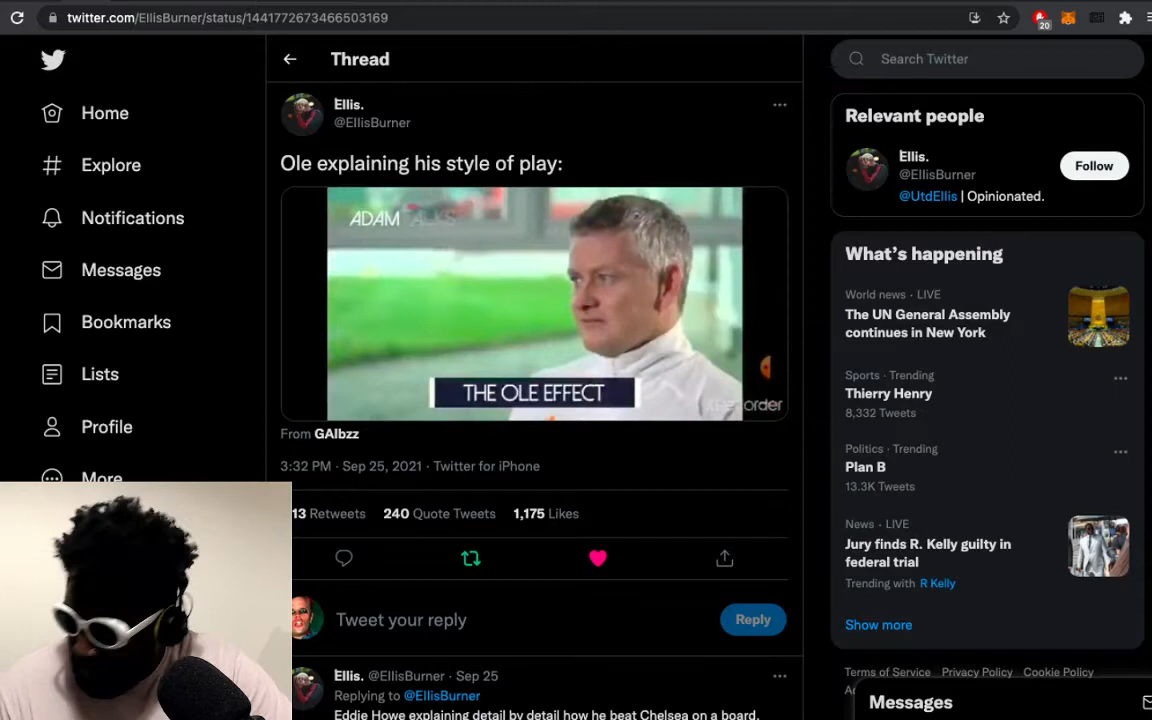 twitter.com/EllisBurner/status/1441772673466503169
20
Home
Explore
Notifications
Messages
Bookmarks
Lists
Profile
More
Thread
Ellis.
@EllisBurner
Ole explaining his style of play:
ADAM TALKS
THE OLE EFFECT
From GAlbzz
3:32 PM · Sep 25, 2021 · Twitter for iPhone
13 Retweets 240 Quote Tweets 1,175 Likes
Tweet your reply
Reply
Ellis. @EllisBurner · Sep 25
Replying to @EllisBurner
Eddie Howe explaining detail by detail how he beat Chelsea on a board.
Search Twitter
Relevant people
Ellis.
@EllisBurner
Follow
@UtdEllis | Opinionated.
What's happening
World news · LIVE
The UN General Assembly
continues in New York
Sports · Trending
Thierry Henry
8,332 Tweets
Politics · Trending
Plan B
13.3K Tweets
News · LIVE
Jury finds R. Kelly guilty in
federal trial
Trending with R Kelly
Show more
Terms of Service Privacy Policy Cookie Policy
Messages